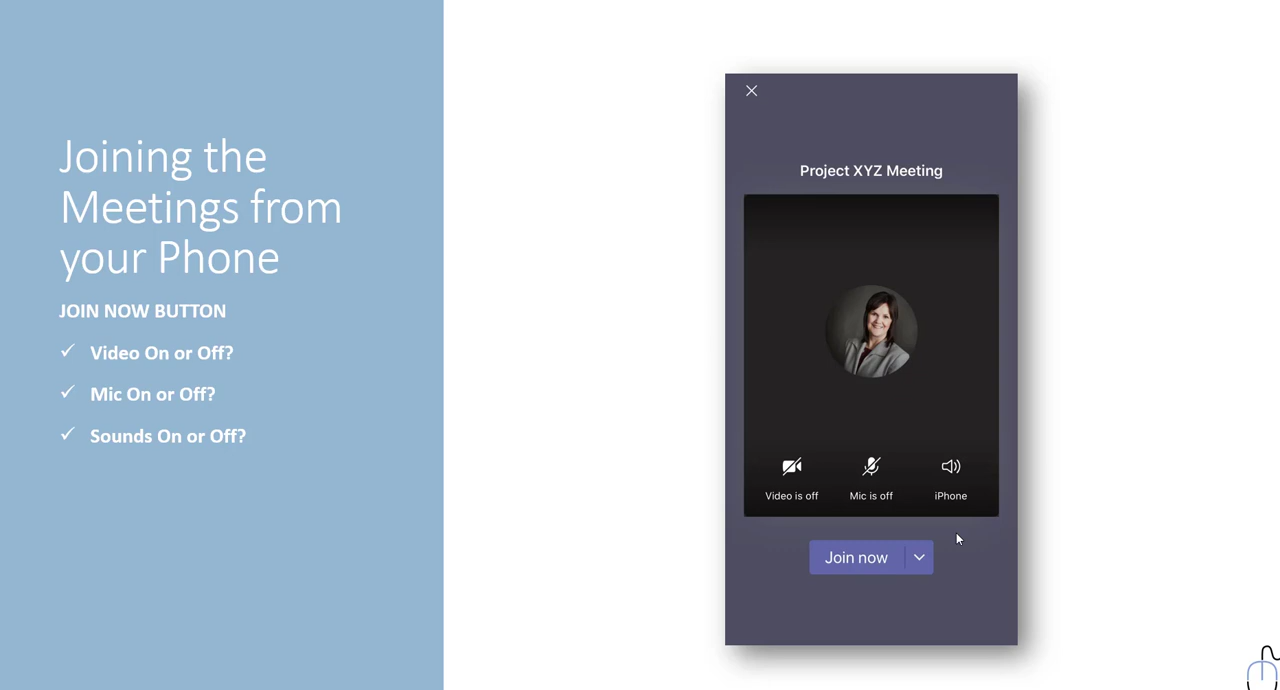 Joining the
Meetings from
your Phone
JOIN NOW BUTTON
✓ Video On or Off?
✓ Mic On or Off?
✓ Sounds On or Off?
Project XYZ Meeting
Video is off
Mic is off
iPhone
Join now